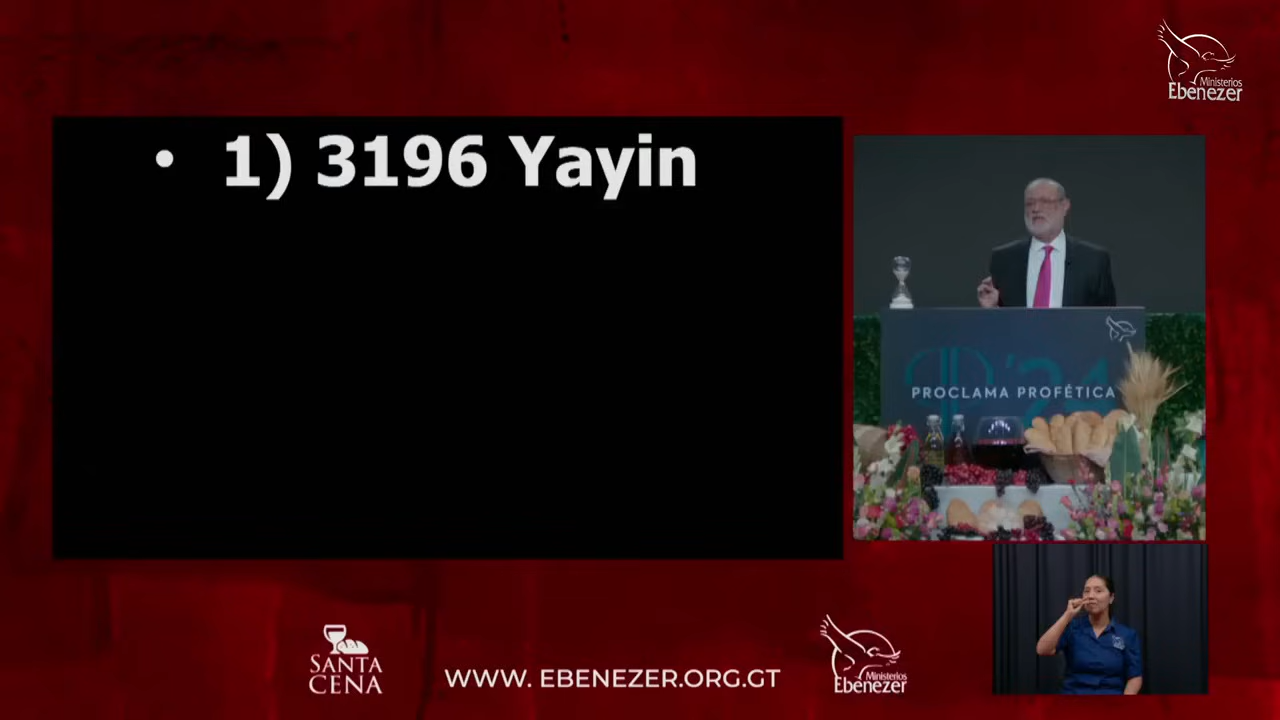 Ministerios
Ebenezer
• 1) 3196 Yayin
PROCLAMA PROFÉTICA
SANTA
CENA
WWW. EBENEZER.ORG.GT
Ministerios
Ebenezer